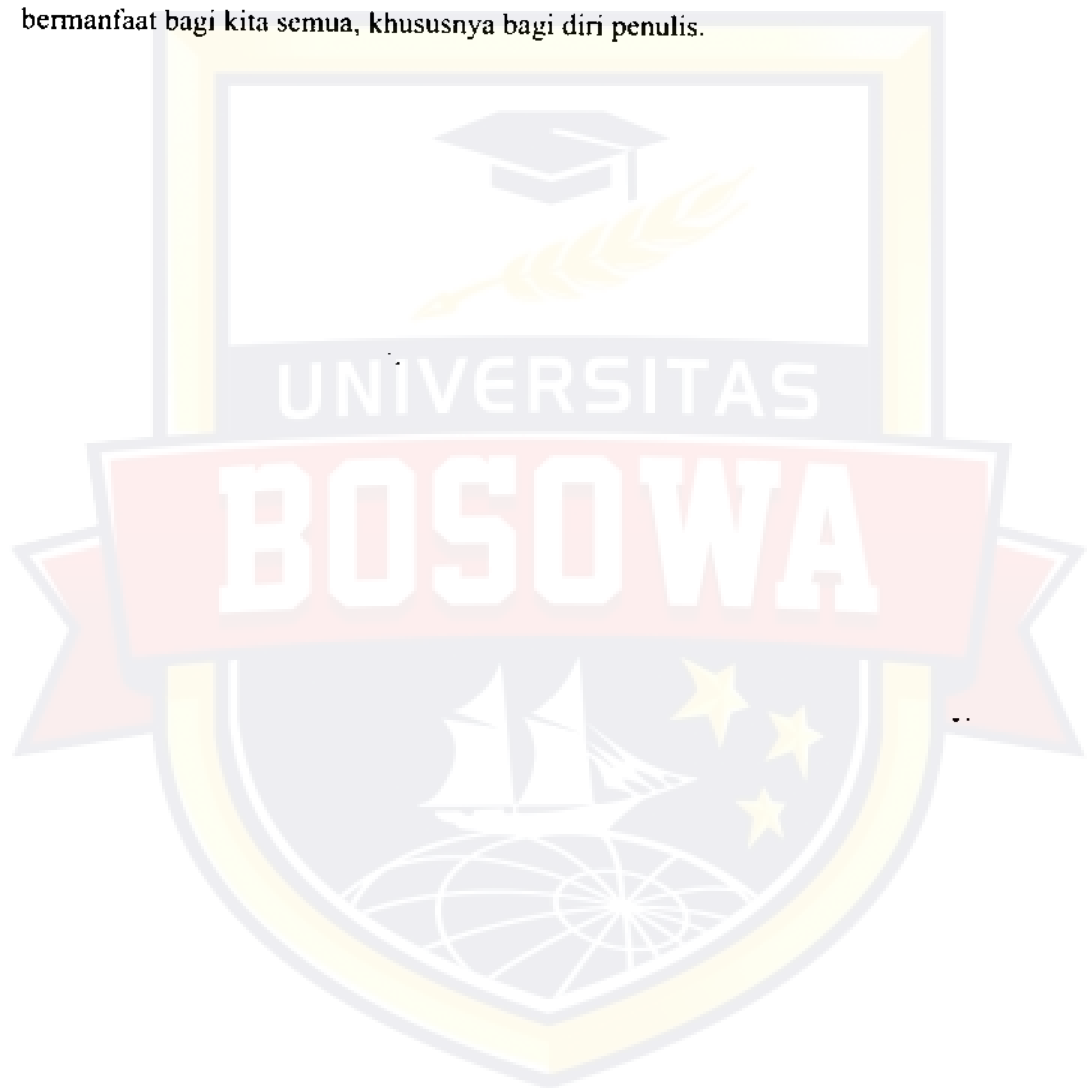 bermanfaat bagi kita semua, khususnya bagi diri penulis.
UNIVERSITAS
BOSOWA